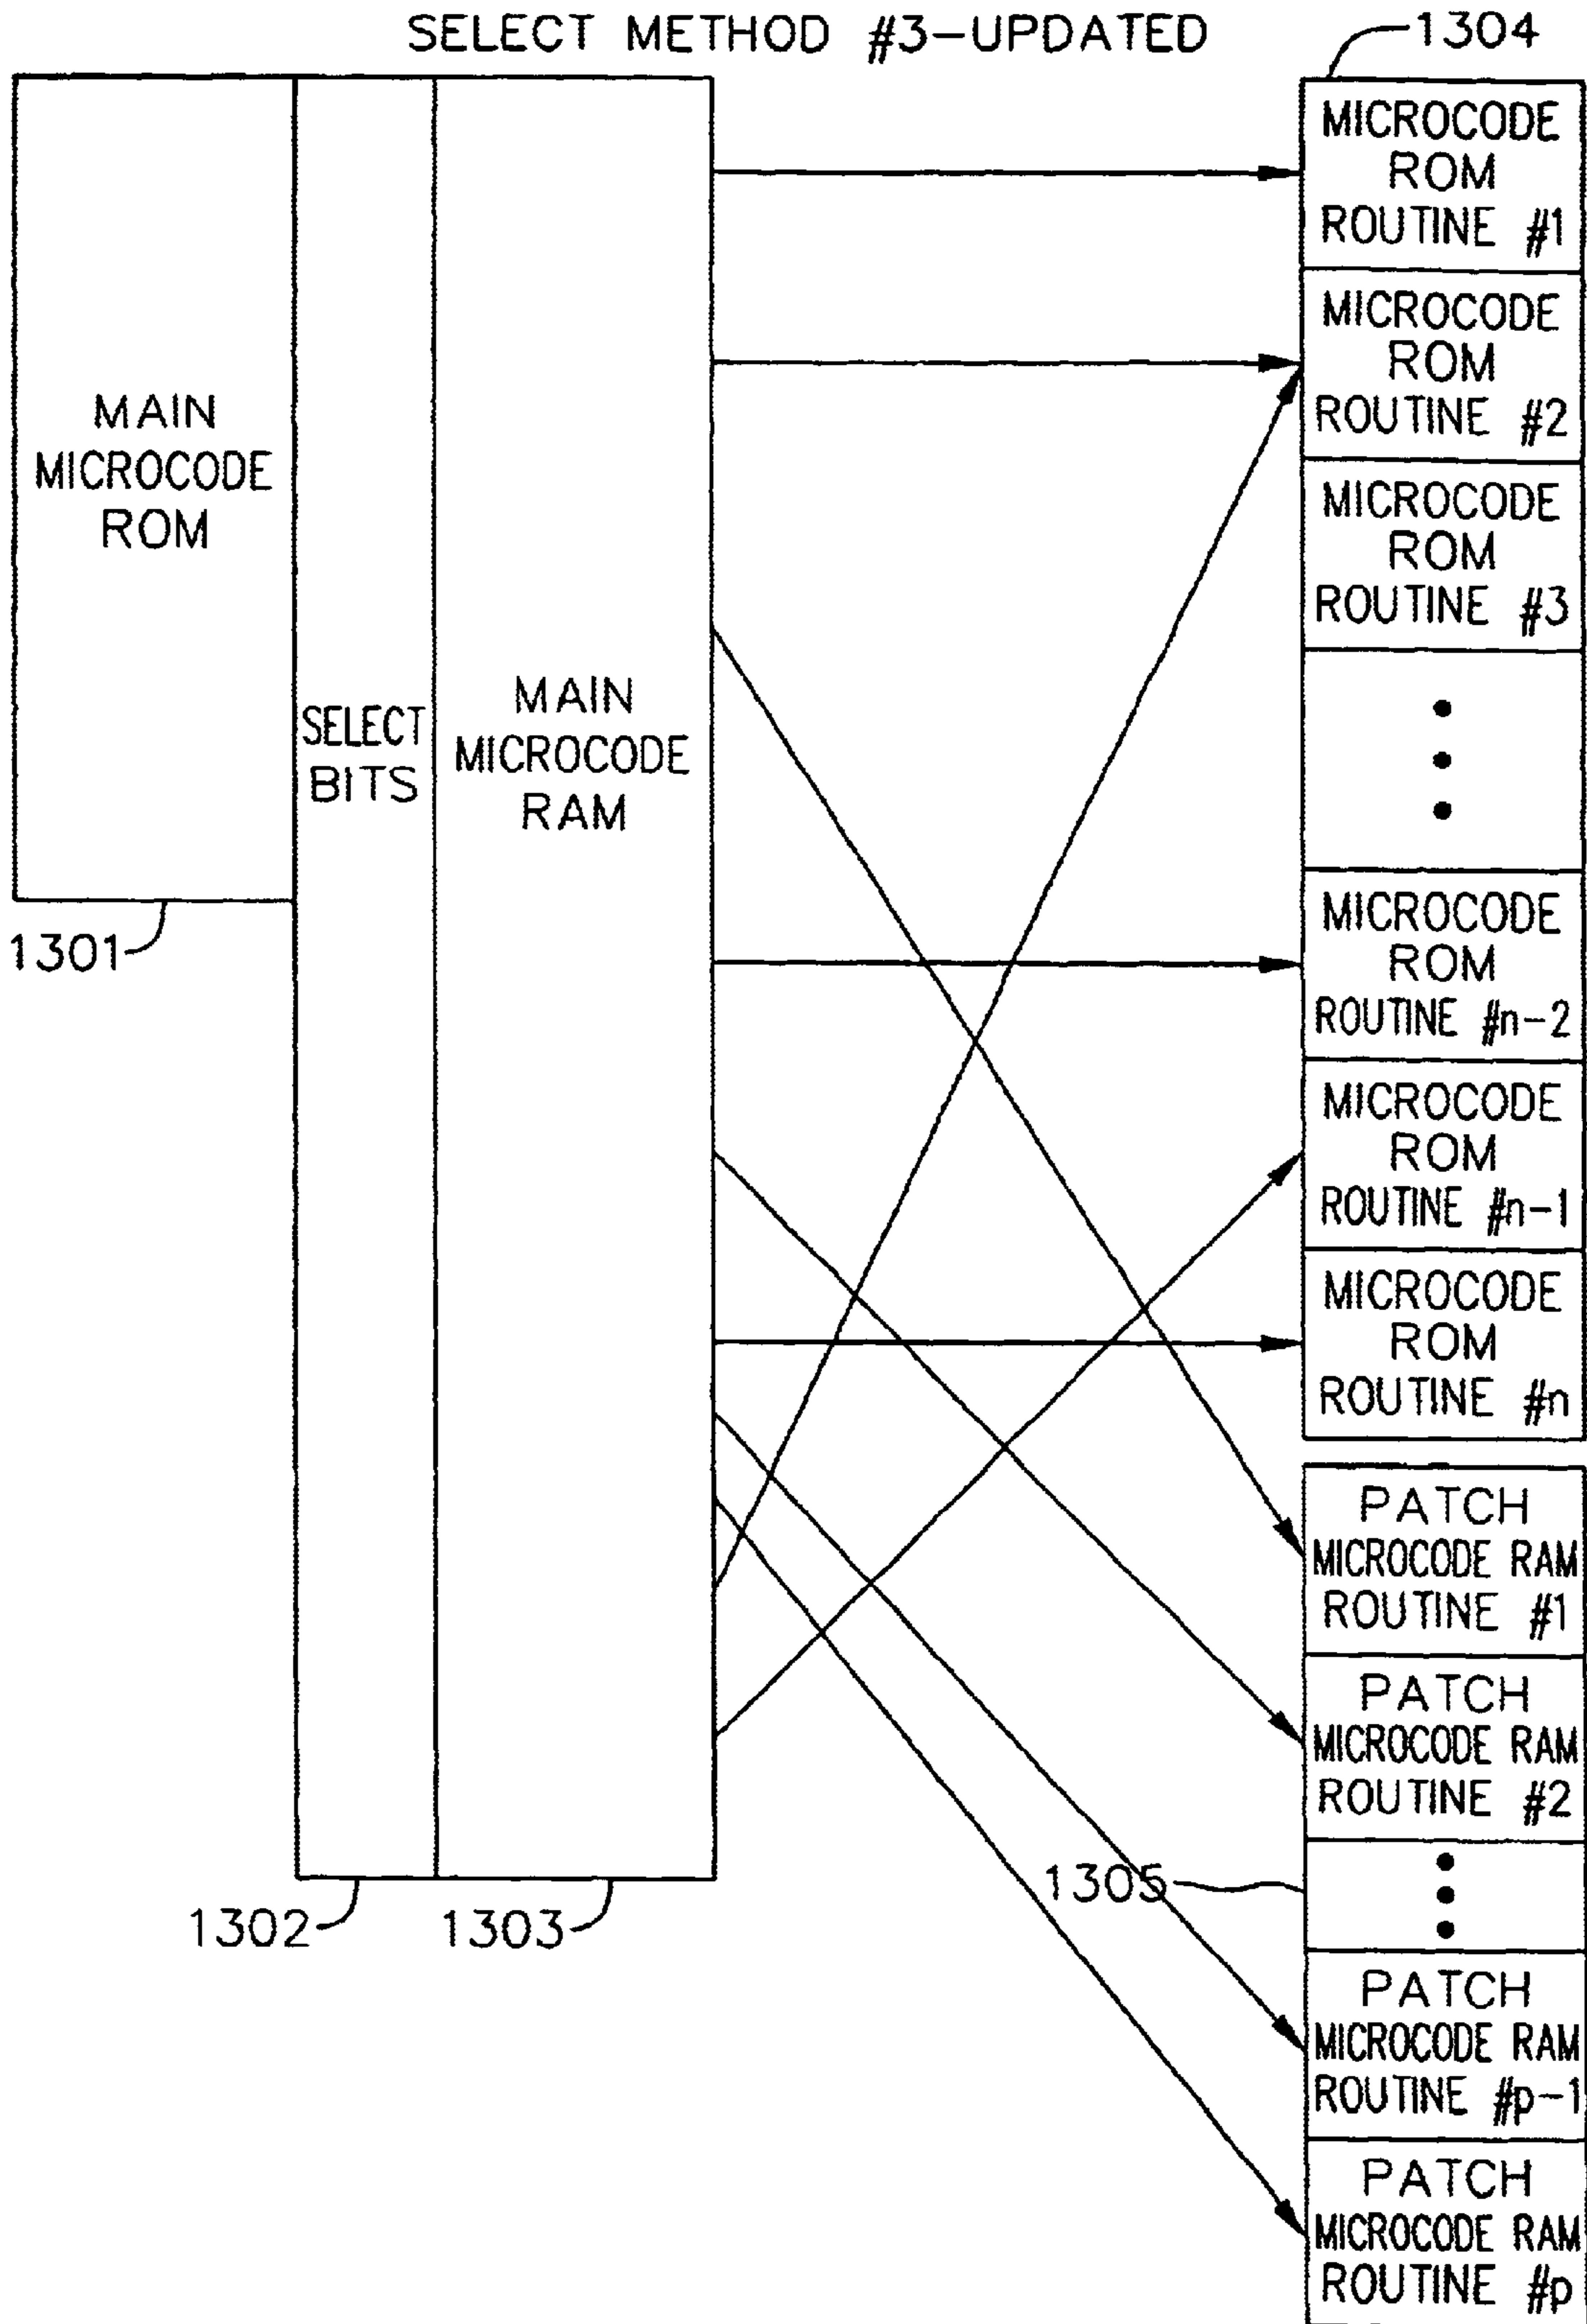 SELECT METHOD #3-UPDATED
1304
MAIN
MICROCODE
ROM
1301
SELECT
BITS
1302
MAIN
MICROCODE
RAM
1303
MICROCODE
ROM
ROUTINE #1
MICROCODE
ROM
ROUTINE #2
MICROCODE
ROM
ROUTINE #3
MICROCODE
ROM
ROUTINE #n-2
MICROCODE
ROM
ROUTINE #n-1
MICROCODE
ROM
ROUTINE #n
PATCH
MICROCODE RAM
ROUTINE #1
PATCH
MICROCODE RAM
ROUTINE #2
1305
PATCH
MICROCODE RAM
ROUTINE #p-1
PATCH
MICROCODE RAM
ROUTINE #p